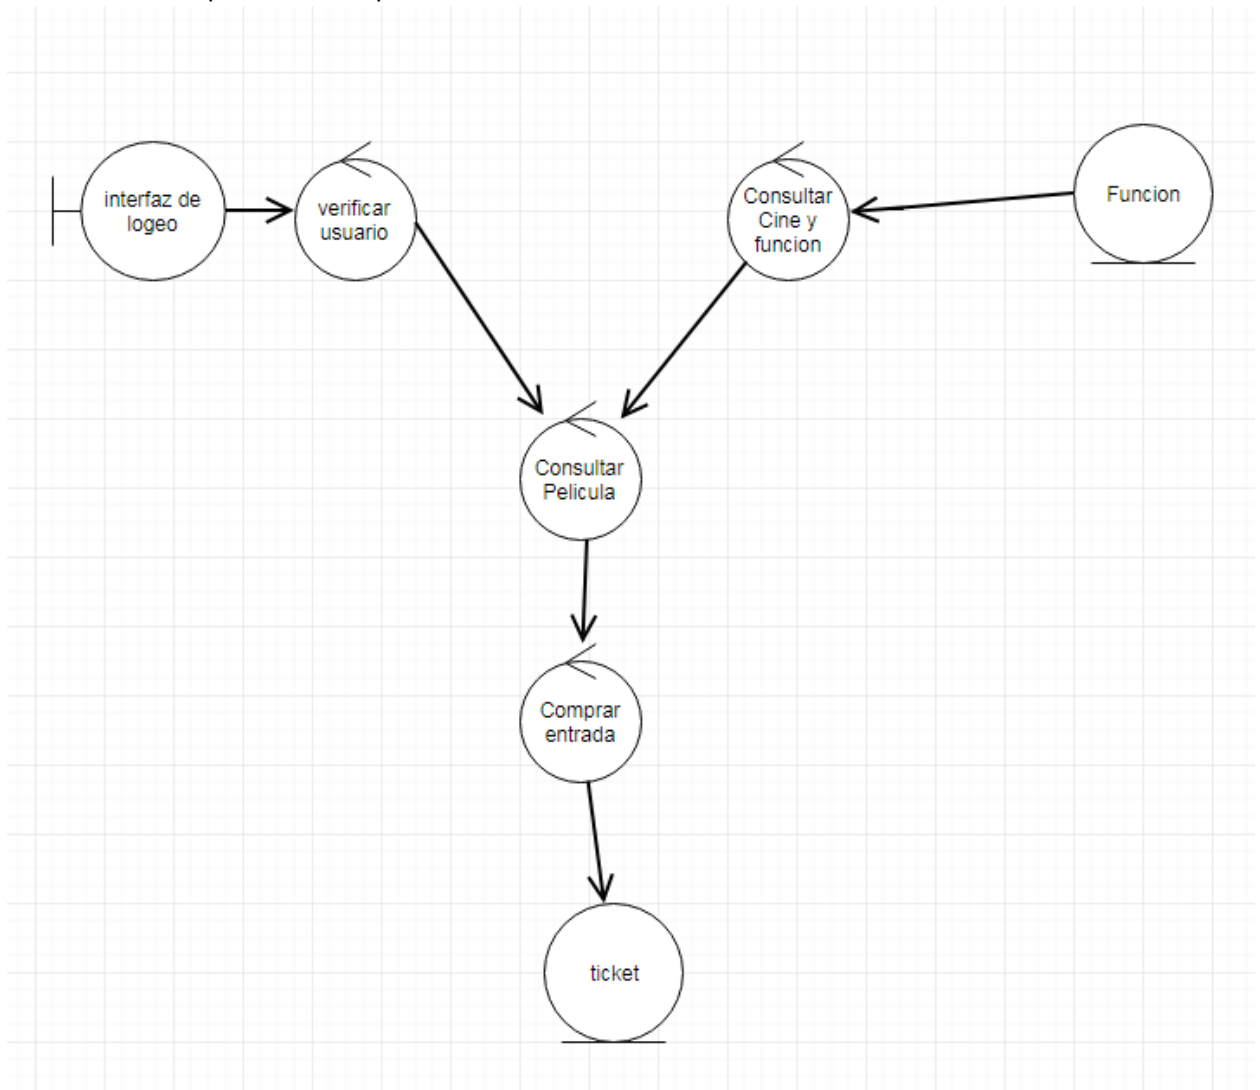 interfaz de
logeo
verificar
usuario
Consultar
Cine y
funcion
Funcion
Consultar
Pelicula
Comprar
entrada
ticket